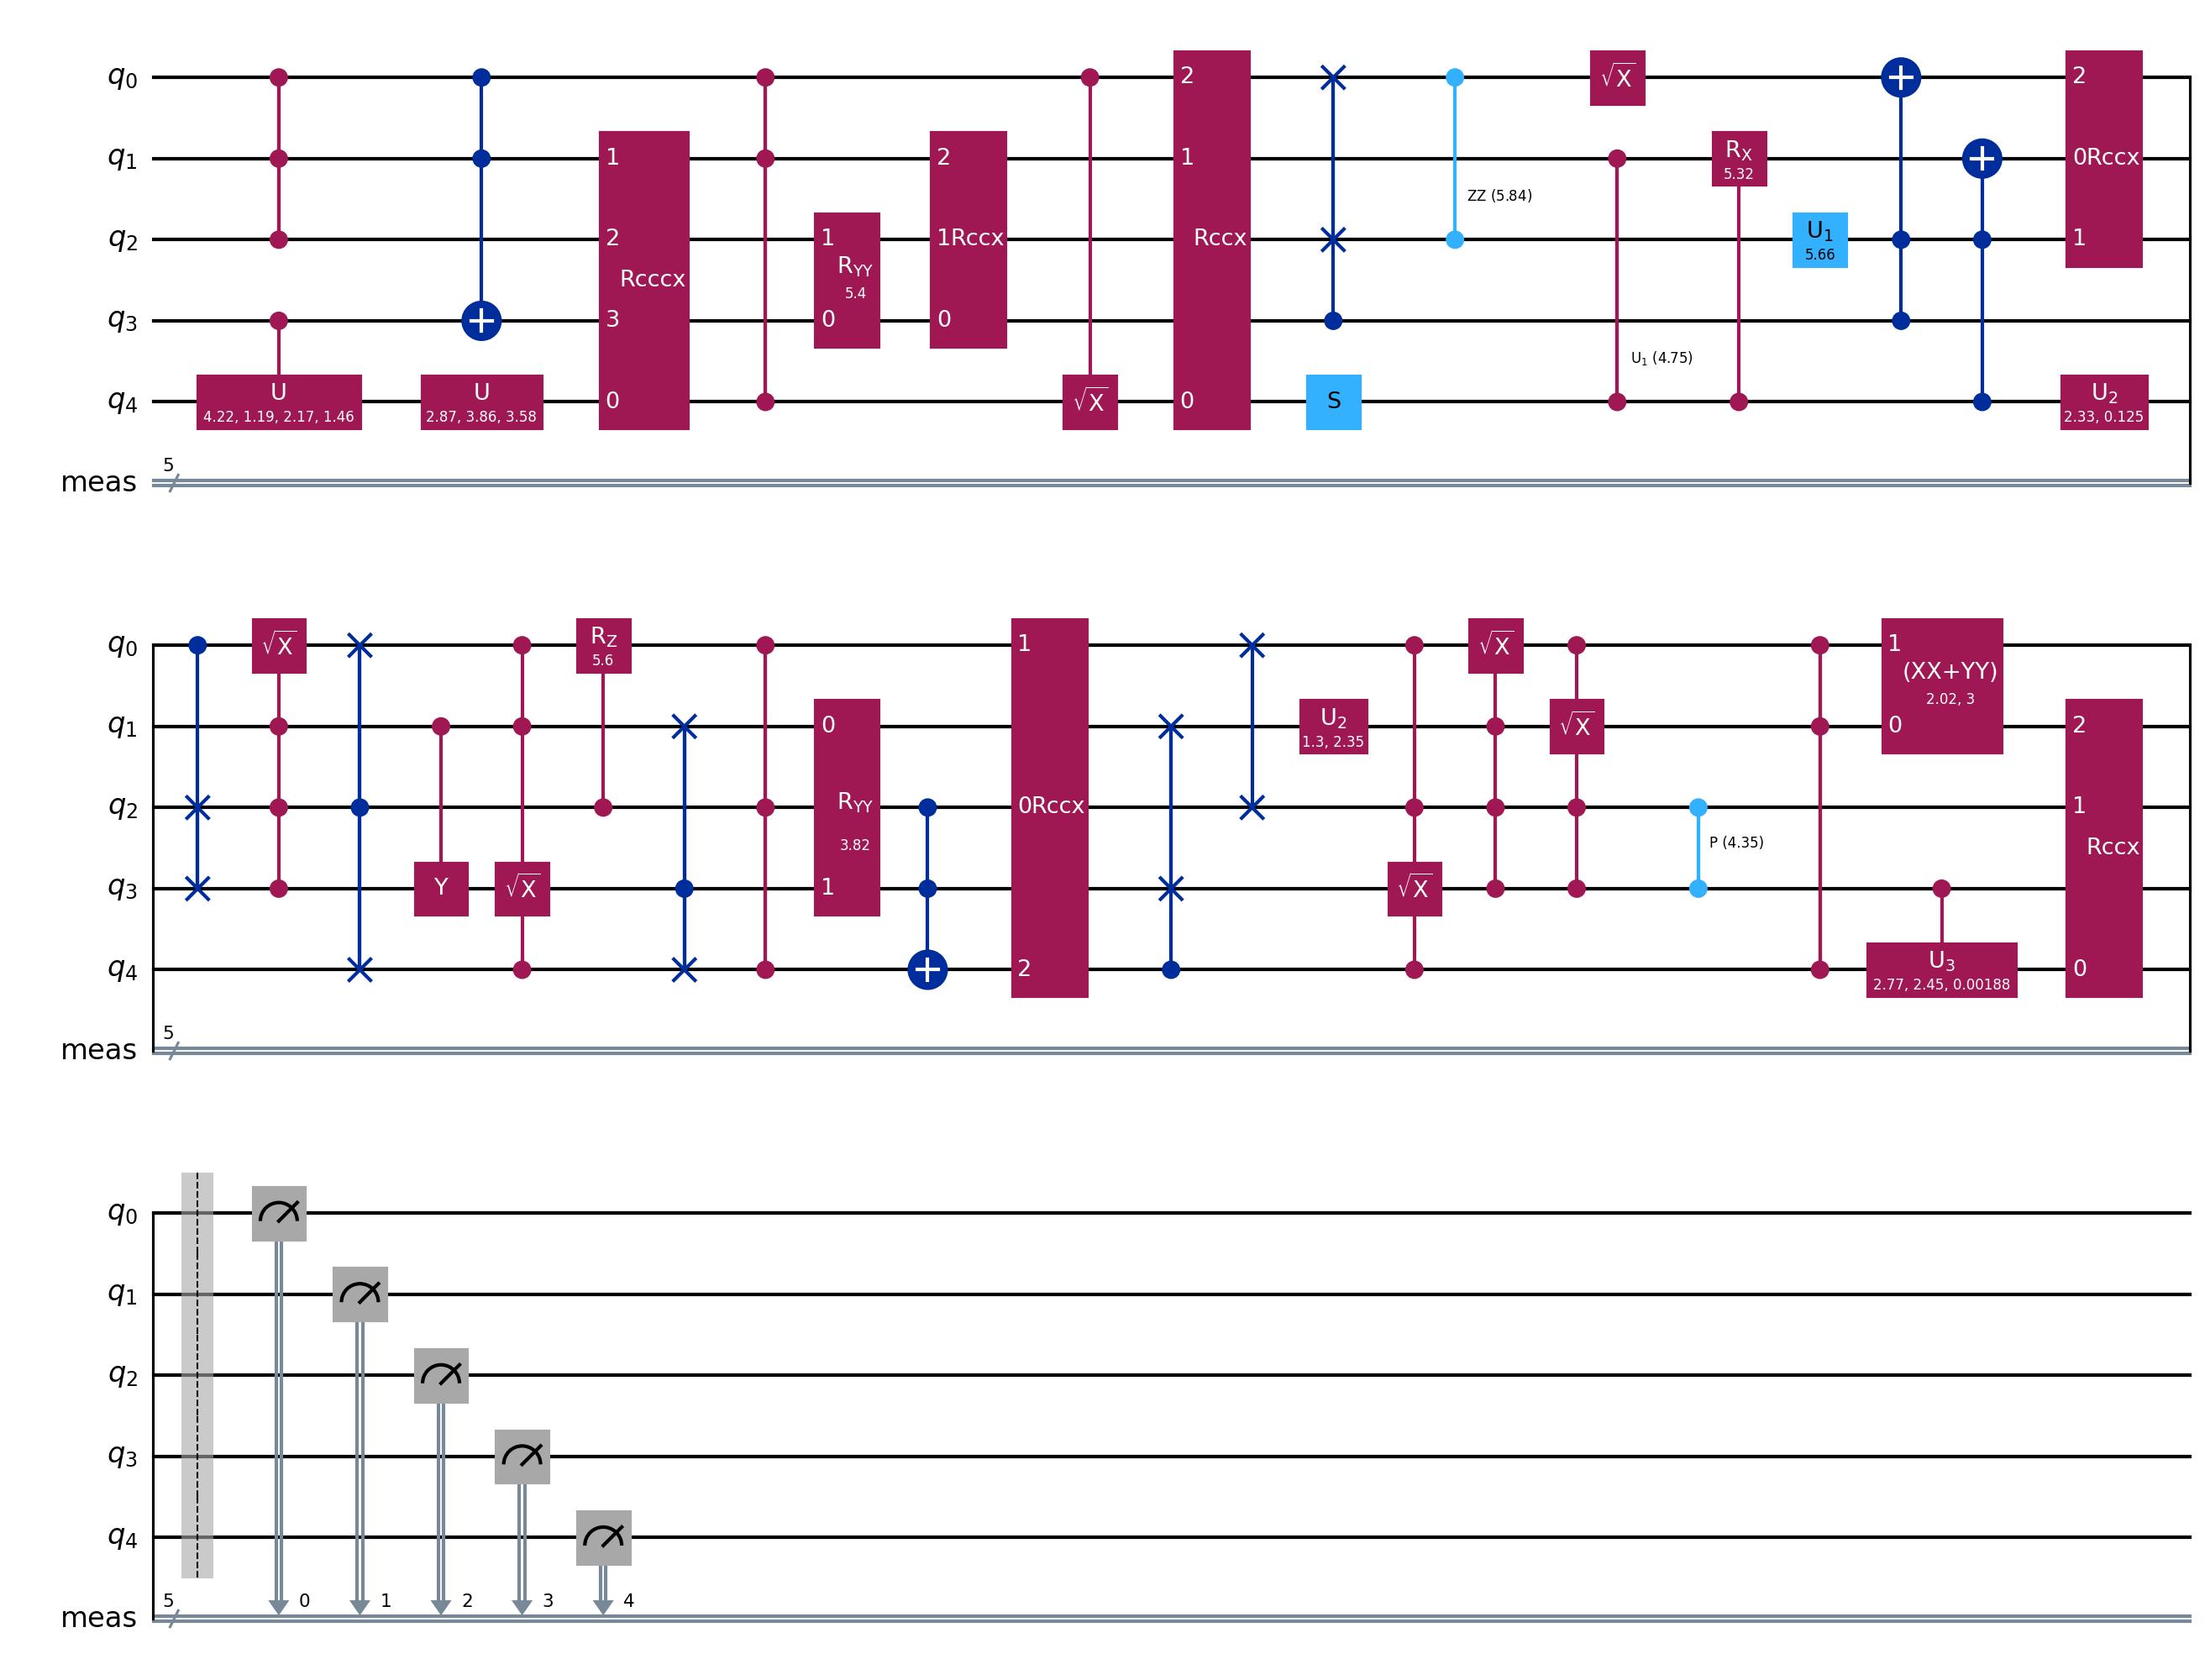 q0 2 √X 2
q1 1 2 1 RX 5.32 0Rccx
ZZ (5.84)
q2 2 1 1Rccx Rccx U1 5.66 1
Rcccx RYY 5.4
q3 3 0 0
U1 (4.75)
q4 U 4.22, 1.19, 2.17, 1.46 U 2.87, 3.86, 3.58 0 √X 0 S U2 2.33, 0.125
meas 5
q0 √X RZ 5.6 1 √X 1
(XX+YY) 2.02, 3
q1 0 U2 1.3, 2.35 √X 0 2
q2 RYY 0Rccx 1
3.82 P (4.35) Rccx
q3 Y √X 1 √X
q4 2 U3 2.77, 2.45, 0.00188 0
meas 5
q0
q1
q2
q3
q4
meas 5 0 1 2 3 4